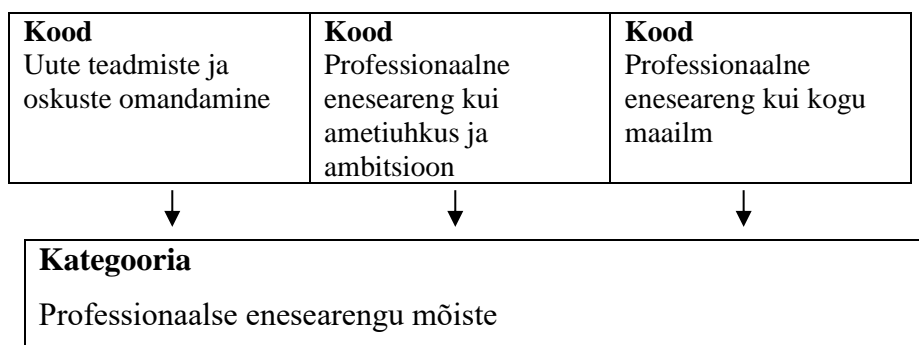 Kood
Uute teadmiste ja
oskuste omandamine
Kood
Professionaalne
eneseareng kui
ametiuhkus ja
ambitsioon
Kood
Professionaalne
eneseareng kui kogu
maailm
Kategooria
Professionaalse enesearengu mõiste